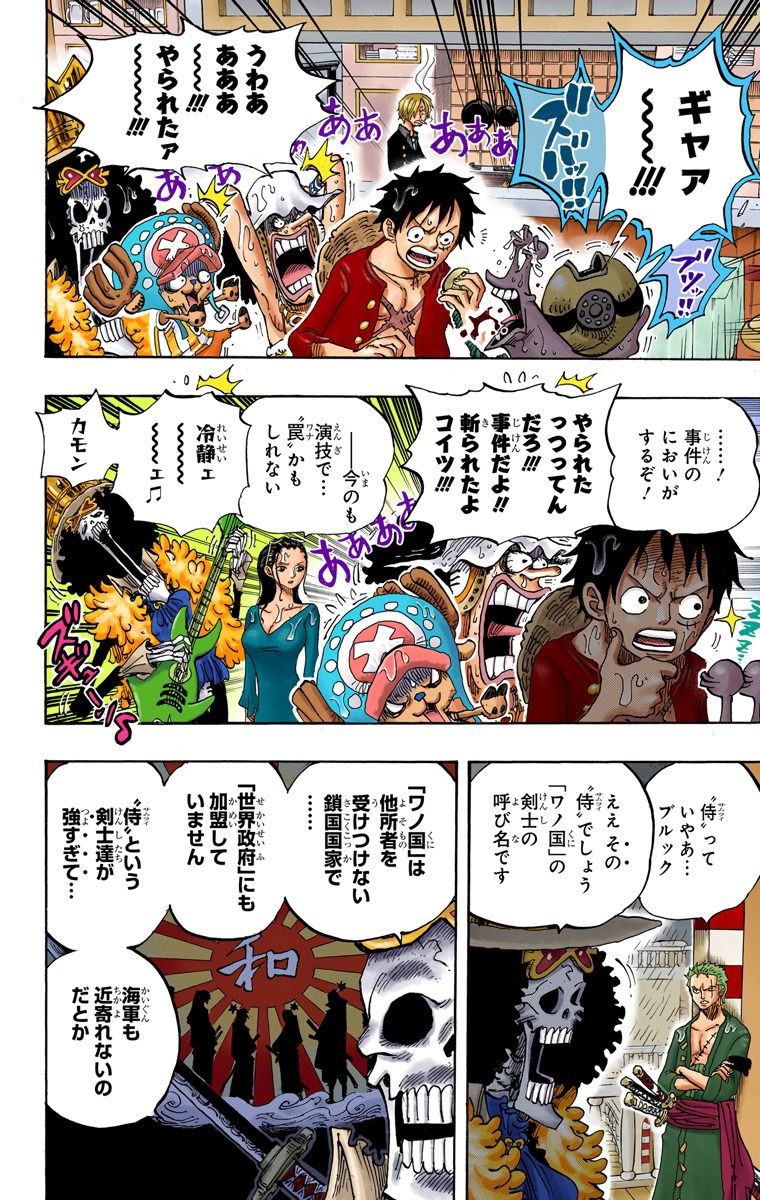 ギャア
〜〜!!!
ズバッ!!
ブツッ!!
うわあ
あああ
〜〜!!!
やられたァ
〜〜!!!
ああ
あああ
あ
あ
……!
事件の
においが
するぞ!
やられた
っつってん
だろ!!!
事件だよ!!
斬られたよ
コイツ!!!
──今のも
演技で…
〝罠〟かも
しれない
冷静ェ
〜〜〜
〜〜ェ♪
カモン
あああさ
ズギューン
〝侍〟って
いやあ…
ブルック
ええ その
〝侍〟でしょう
「ワノ国」の
剣士の
呼び名です
「ワノ国」は
他所者を
受けつけない
鎖国国家で
……
「世界政府」にも
加盟して
いません
〝侍〟という
剣士達が
強すぎて…
海軍も
近寄れないの
だとか
和